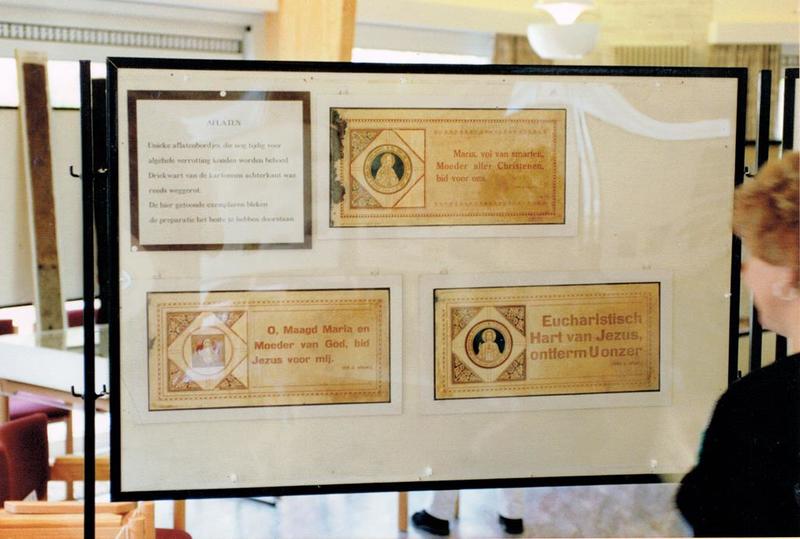 AFLATEN
Unieke aflatenbordjes, die nog tijdig voor
algehele verrotting konden worden behoed
Driekwart van de kartonnen achterkant was
reeds weggerot.
De hier getoonde exemplaren bleken
de preparatie het beste te hebben doorstaan
Maria, vol van smarten,
Moeder aller Christenen,
bid voor ons.
O, Maagd Maria en
Moeder van God, bid
Jezus voor mij.
Eucharistisch
Hart van Jezus,
ontferm U onzer